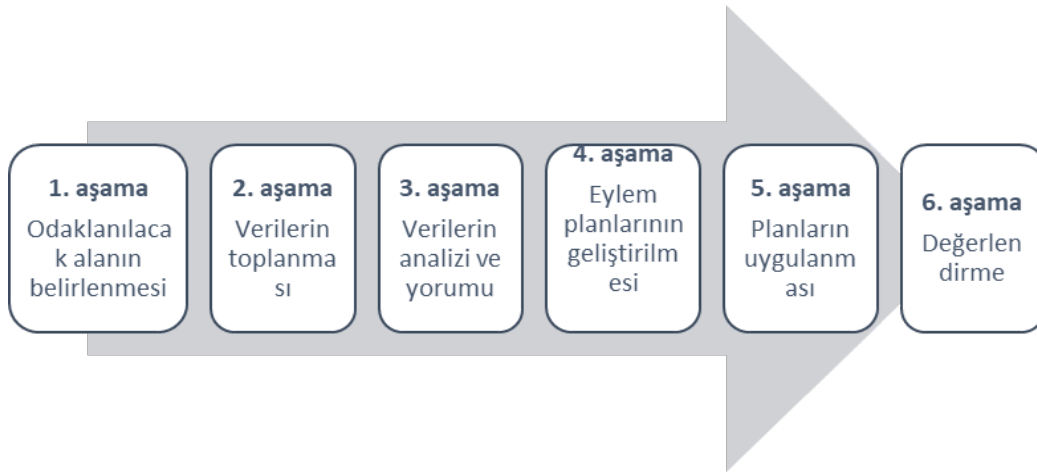 1. aşama
Odaklanılaca
k alanın
belirlenmesi
2. aşama
Verilerin
toplanma
sı
3. aşama
Verilerin
analizi ve
yorumu
4. aşama
Eylem
planlarının
geliştirilm
esi
5. aşama
Planların
uygulanm
ası
6. aşama
Değerlen
dirme